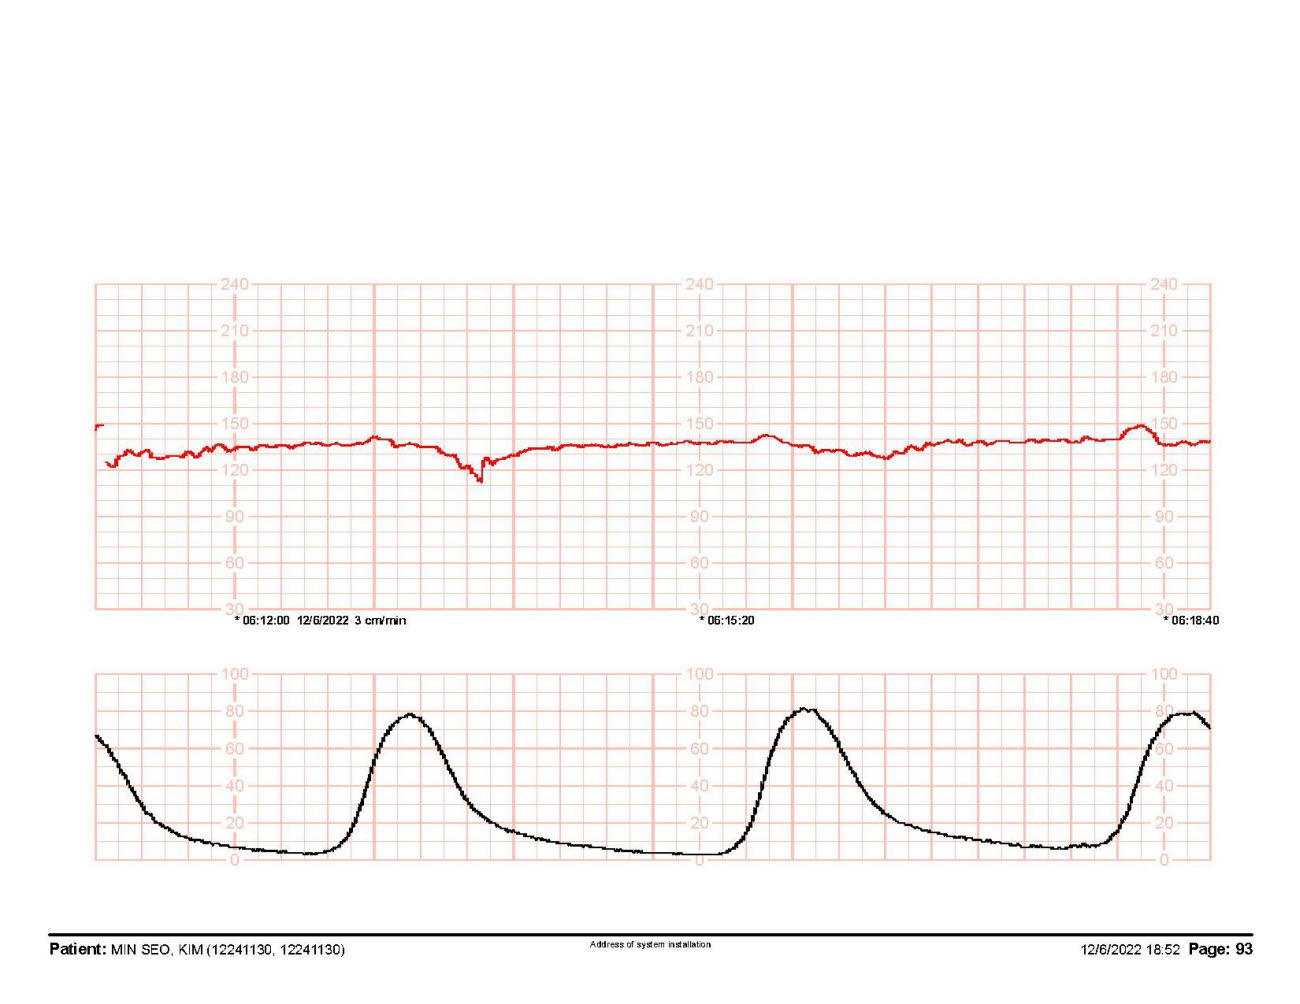 240 240 240
210 210 210
180 180 180
150 150 150
120 120 120
90 90 90
60 60 60
30 30 30
* 06:12:00 12/6/2022 3 cm/min * 06:15:20 * 06:18:40
100 100 100
80 80 80
60 60 60
40 40 40
20 20 20
0 0 0
Patient: MIN SEO, KIM (12241130, 12241130) Address of system installation 12/6/2022 18:52 Page: 93